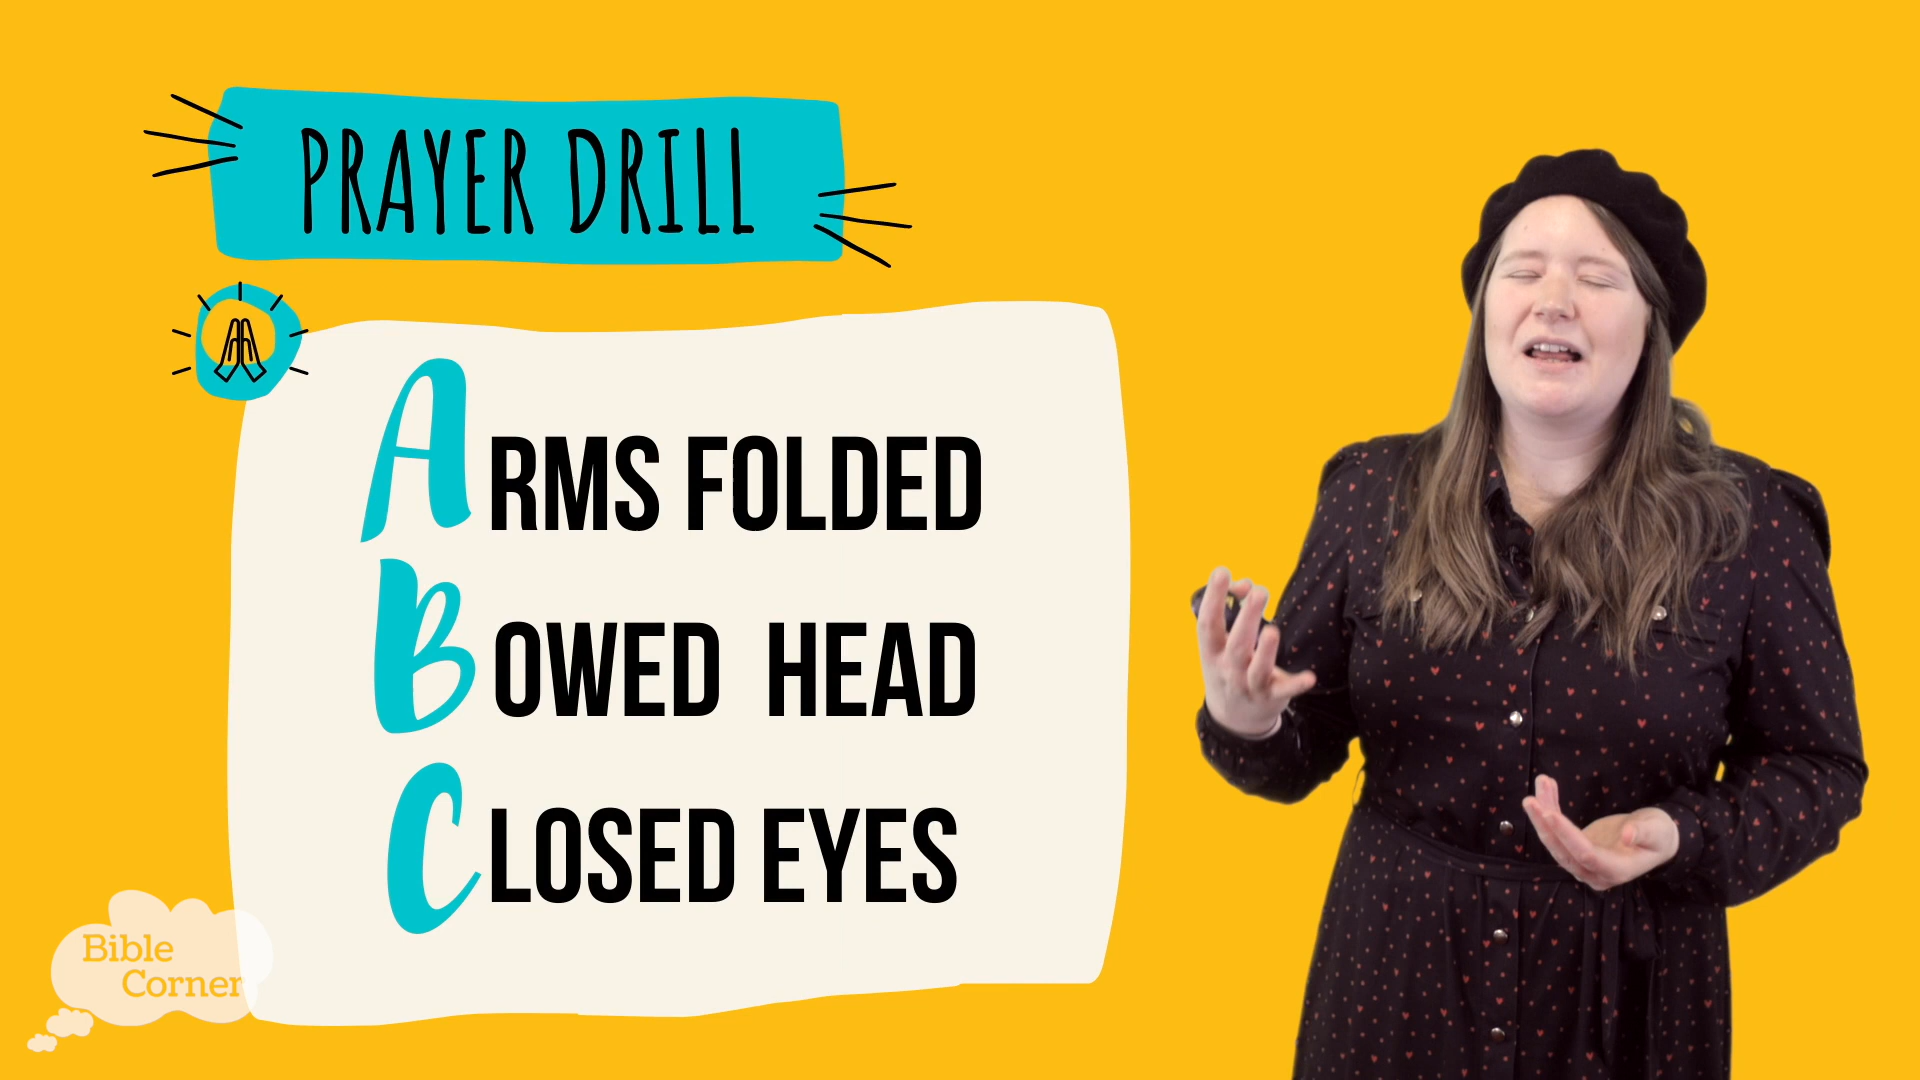 PRAYER DRILL
ARMS FOLDED
BOWED HEAD
CLOSED EYES
Bible
Corner